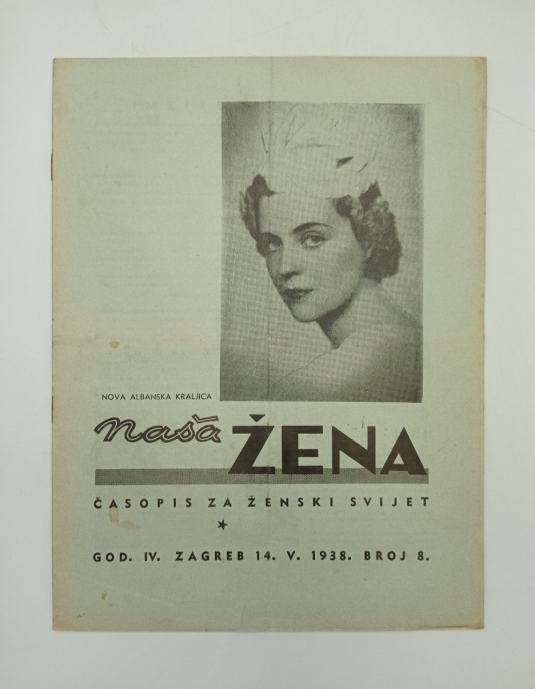 NOVA ALBANSKA KRALJICA
naša ŽENA
ČASOPIS ZA ŽENSKI SVIJET
GOD. IV. ZAGREB 14. V. 1938. BROJ 8.